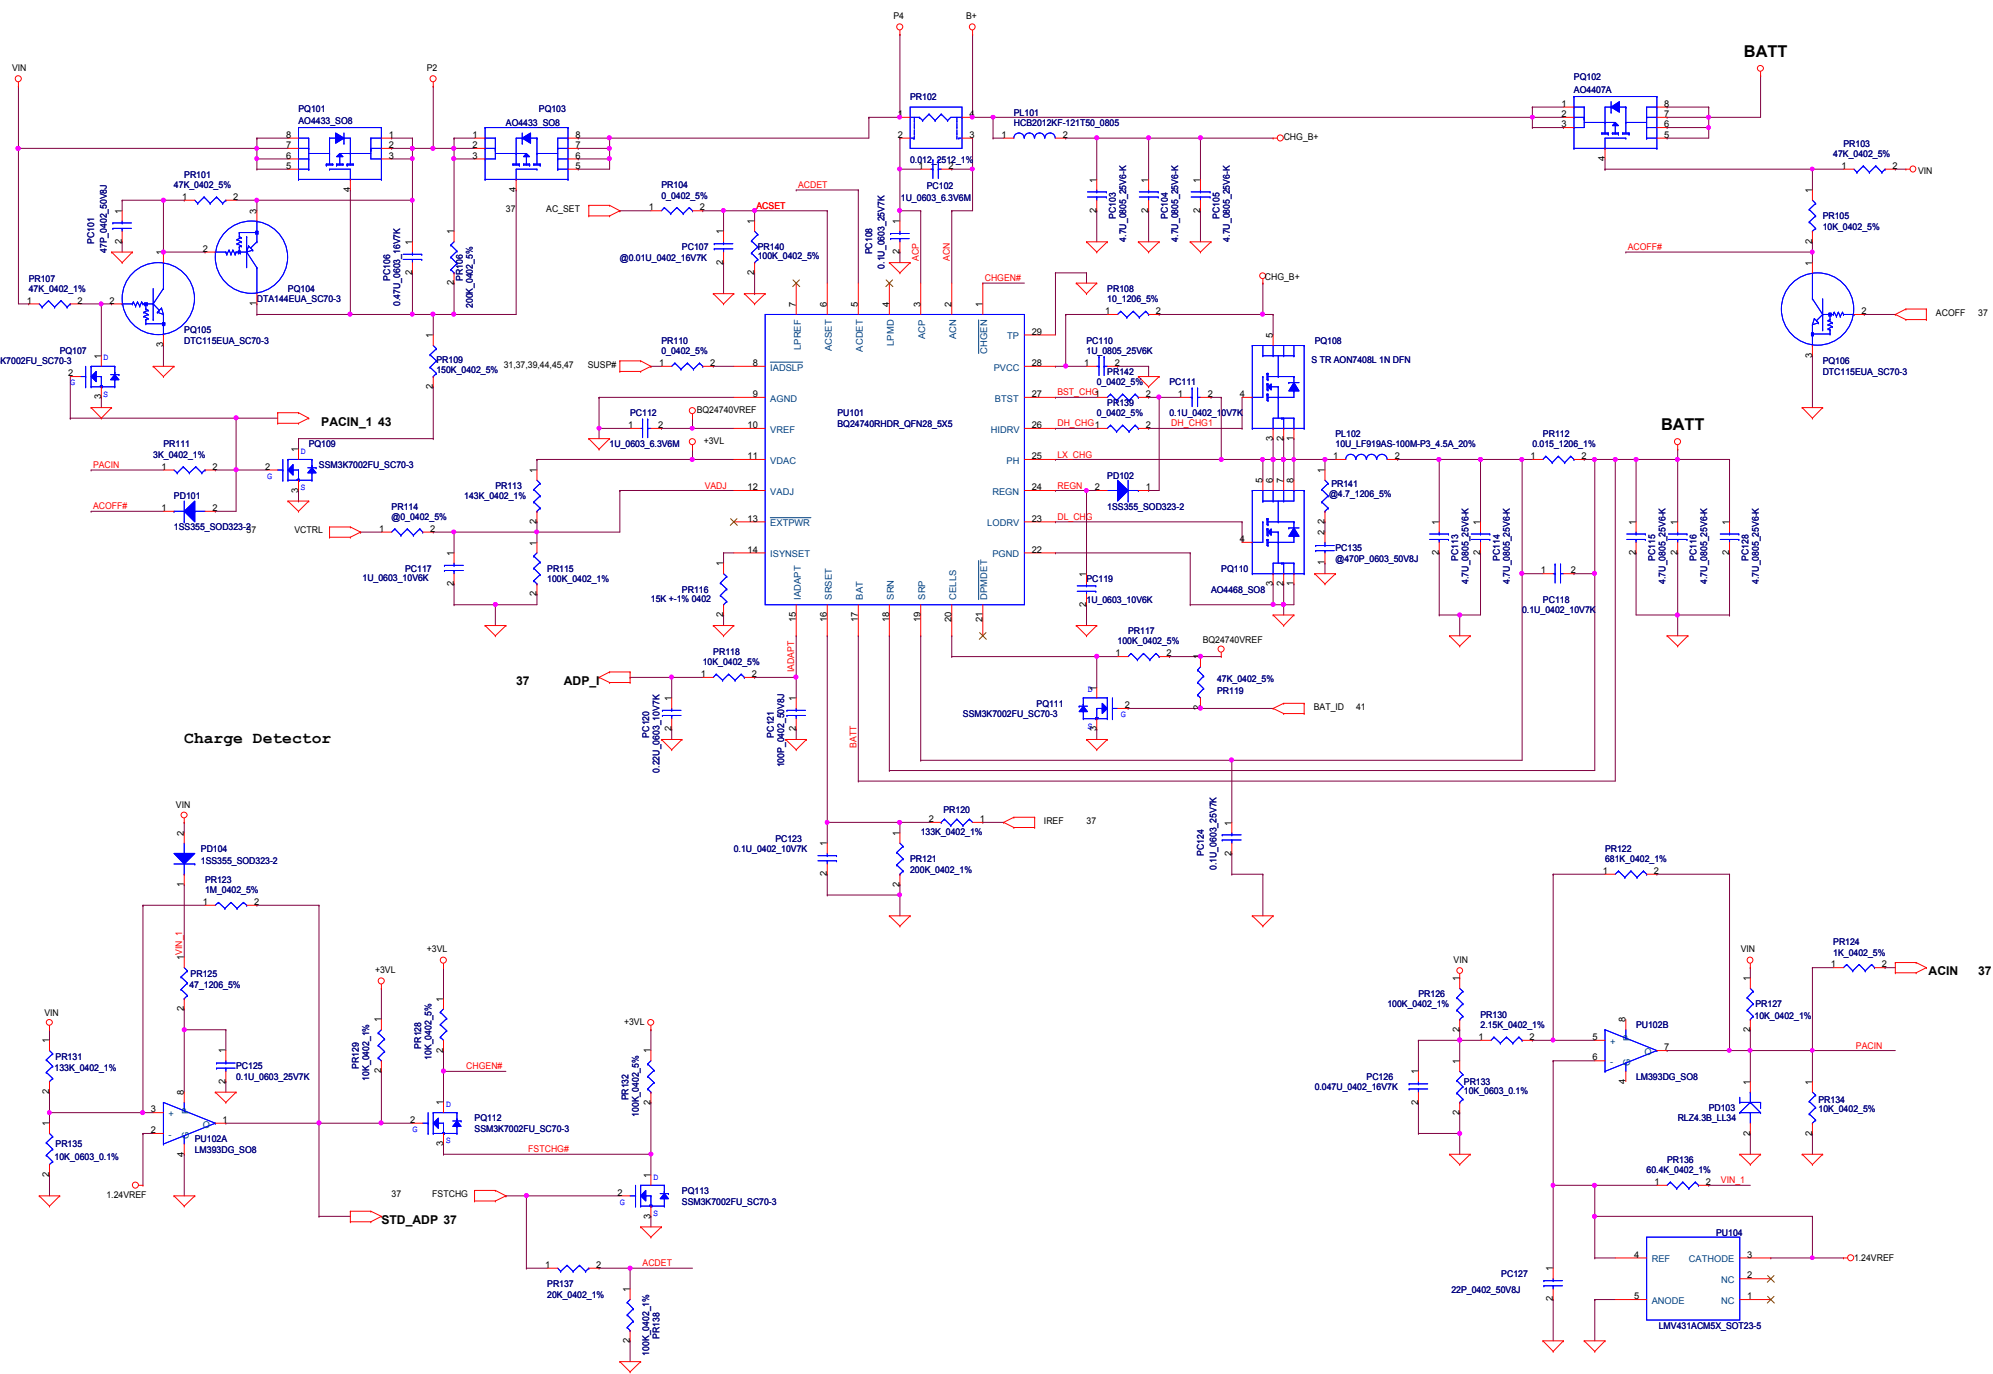 P4
B+
BATT
VIN
P2
PQ101
AO4433_SO8
PQ103
AO4433_SO8
PR102
0.012_2512_1%
PL101
HCB2012KF-121T50_0805
CHG_B+
PQ102
AO4407A
PR103
47K_0402_5%
VIN
PR101
47K_0402_5%
PC101
47P_0402_50V8J
PR104
0_0402_5%
37
AC_SET
ACDET
ACSET
PC102
1U_0603_6.3V6M
PC103
4.7U_0805_25V6-K
PC104
4.7U_0805_25V6-K
PC105
4.7U_0805_25V6-K
PR105
10K_0402_5%
ACOFF#
PC107
@0.01U_0402_16V7K
PR140
100K_0402_5%
PC108
0.1U_0603_25V7K
ACP
ACN
CHGEN#
PR107
47K_0402_1%
PQ104
DTA144EUA_SC70-3
PC106
0.47U_0603_16V7K
PR106
200K_0402_5%
PQ105
DTC115EUA_SC70-3
PQ107
K7002FU_SC70-3
PR109
150K_0402_5%
PR108
10_1206_5%
CHG_B+
PC110
1U_0805_25V6K
PQ108
S TR AON7408L 1N DFN
ACOFF 37
PQ106
DTC115EUA_SC70-3
31,37,39,44,45,47
SUSP#
PR110
0_0402_5%
PU101
BQ24740RHDR_QFN28_5X5
LPREF
ACSET
ACDET
LPMD
ACP
ACN
CHGEN
TP
PVCC
BTST
HIDRV
PH
REGN
LODRV
PGND
IADSLP
AGND
VREF
VDAC
VADJ
EXTPWR
ISYNSET
IADAPT
SRSET
BAT
SRN
SRP
CELLS
DPMDET
PR142
0_0402_5%
BST_CHG
PR139
0_0402_5%
DH_CHG
DH_CHG1
PC111
0.1U_0402_10V7K
LX_CHG
REGN
PD102
1SS355_SOD323-2
DL_CHG
PC112
1U_0603_6.3V6M
BQ24740VREF
+3VL
PACIN_1 43
PR111
3K_0402_1%
PACIN
PQ109
SSM3K7002FU_SC70-3
ACOFF#
PD101
1SS355_SOD323-2
37
VCTRL
PR114
@0_0402_5%
PR113
143K_0402_1%
VADJ
PC117
1U_0603_10V6K
PR115
100K_0402_1%
PR116
15K +-1% 0402
PL102
10U_LF919AS-100M-P3_4.5A_20%
PR112
0.015_1206_1%
BATT
PR141
@4.7_1206_5%
PC135
@470P_0603_50V8J
PQ110
AO4468_SO8
PC119
1U_0603_10V6K
PC113
4.7U_0805_25V6-K
PC114
4.7U_0805_25V6-K
PC118
0.1U_0402_10V7K
PC115
4.7U_0805_25V6-K
PC116
4.7U_0805_25V6-K
PC128
4.7U_0805_25V6-K
PR117
100K_0402_5%
BQ24740VREF
47K_0402_5%
PR119
PQ111
SSM3K7002FU_SC70-3
BAT_ID 41
37 ADP_I
PR118
10K_0402_5%
IADAPT
PC120
0.22U_0603_10V7K
PC121
100P_0402_50V8J
BATT
Charge Detector
PC123
0.1U_0402_10V7K
PR120
133K_0402_1%
IREF 37
PR121
200K_0402_1%
PC124
0.1U_0603_25V7K
VIN
PD104
1SS355_SOD323-2
PR123
1M_0402_5%
VIN_1
PR125
47_1206_5%
VIN
PR131
133K_0402_1%
PC125
0.1U_0603_25V7K
PU102A
LM393DG_SO8
PR135
10K_0603_0.1%
1.24VREF
+3VL
PR129
10K_0402_1%
+3VL
PR128
10K_0402_5%
CHGEN#
PQ112
SSM3K7002FU_SC70-3
FSTCHG#
+3VL
PR132
100K_0402_5%
PQ113
SSM3K7002FU_SC70-3
37
FSTCHG
STD_ADP 37
PR137
20K_0402_1%
ACDET
100K_0402_1%
PR138
PR122
681K_0402_1%
VIN
PR126
100K_0402_1%
PR130
2.15K_0402_1%
PC126
0.047U_0402_16V7K
PR133
10K_0603_0.1%
PU102B
LM393DG_SO8
VIN
PR127
10K_0402_1%
PR124
1K_0402_5%
ACIN 37
PACIN
PD103
RLZ4.3B_LL34
PR134
10K_0402_5%
PR136
60.4K_0402_1%
VIN_1
PU104
REF
CATHODE
NC
ANODE
NC
1.24VREF
LMV431ACM5X_SOT23-5
PC127
22P_0402_50V8J